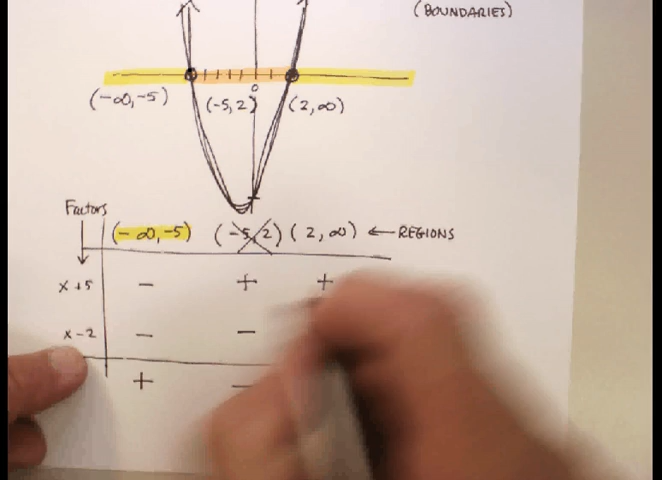 (BOUNDARIES)
0
(-∞,-5) (-5,2) (2,∞)
Factors
(-∞,-5) (-5,2) (2,∞) ← REGIONS
x+5 - + +
x-2 - -
+ -